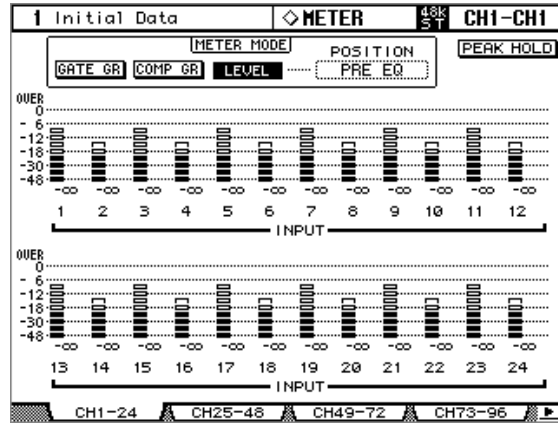 1 Initial Data ◇METER 48K ST CH1-CH1
METER MODE POSITION PEAK HOLD
GATE GR COMP GR LEVEL PRE EQ
OVER
0
- 6
-12
-18
-30
-48
-∞ -∞ -∞ -∞ -∞ -∞ -∞ -∞ -∞ -∞ -∞ -∞
1 2 3 4 5 6 7 8 9 10 11 12
INPUT
OVER
0
- 6
-12
-18
-30
-48
-∞ -∞ -∞ -∞ -∞ -∞ -∞ -∞ -∞ -∞ -∞ -∞
13 14 15 16 17 18 19 20 21 22 23 24
INPUT
CH1-24 CH25-48 CH49-72 CH73-96